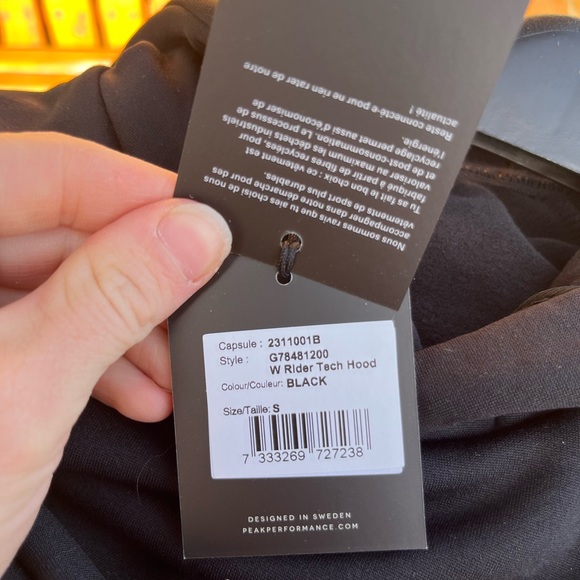 Nous sommes ravis que tu aies choisi de nous
accompagner dans notre démarche pour des
vêtements de sport plus durables.
Tu as fait le bon choix : ce vêtement est
fabriqué à partir de fibres recyclées, pour
valoriser au maximum les déchets industriels
et de post-consommation. Le processus de
recyclage permet aussi d'économiser de
l'énergie.
Reste connecté·e pour ne rien rater de notre
actualité !
Capsule : 2311001B
Style : G78481200
W Rider Tech Hood
Colour/Couleur: BLACK
Size/Taille: S
7 333269 727238
DESIGNED IN SWEDEN
PEAKPERFORMANCE.COM